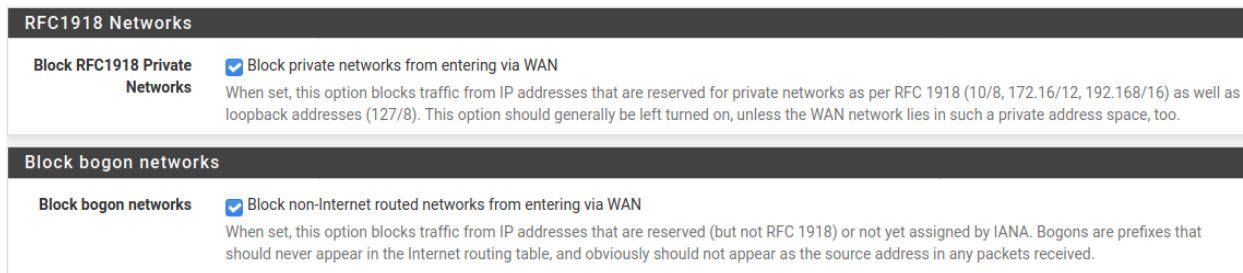 RFC1918 Networks
Block RFC1918 Private
Networks
Block private networks from entering via WAN
When set, this option blocks traffic from IP addresses that are reserved for private networks as per RFC 1918 (10/8, 172.16/12, 192.168/16) as well as
loopback addresses (127/8). This option should generally be left turned on, unless the WAN network lies in such a private address space, too.
Block bogon networks
Block bogon networks
Block non-Internet routed networks from entering via WAN
When set, this option blocks traffic from IP addresses that are reserved (but not RFC 1918) or not yet assigned by IANA. Bogons are prefixes that
should never appear in the Internet routing table, and obviously should not appear as the source address in any packets received.